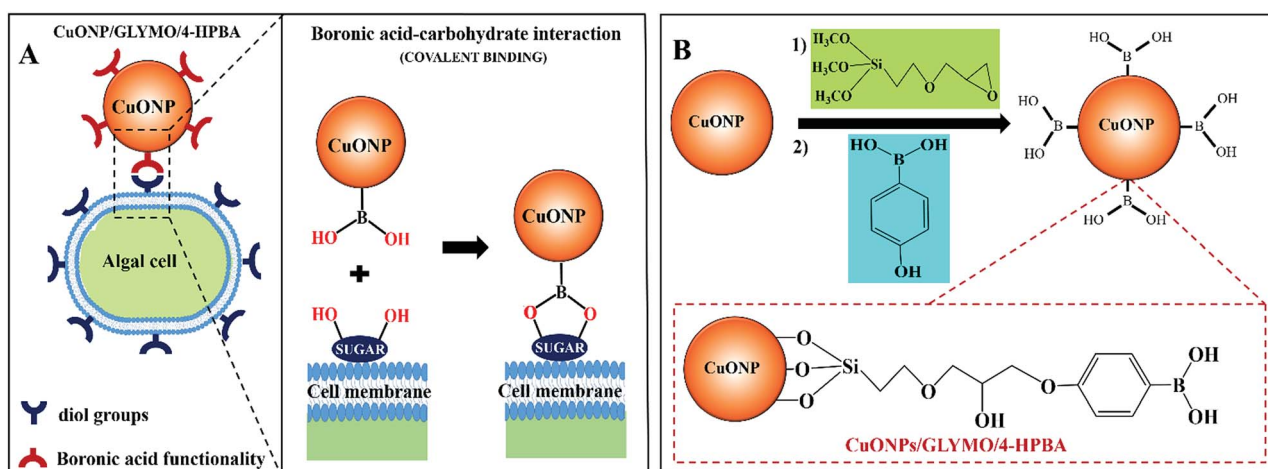 A
CuONP/GLYMO/4-HPBA
CuONP
Algal cell
diol groups
Boronic acid functionality
Boronic acid-carbohydrate interaction
(COVALENT BINDING)
CuONP
B
HO OH
+
HO OH
SUGAR
Cell membrane
CuONP
B
O O
SUGAR
Cell membrane
B
CuONP
1)
H₃CO
H₃CO Si O O
H₃CO
2)
HO OH
B
OH
HO OH
B
HO OH
B CuONP B
HO OH
B
HO OH
CuONP O O O Si O OH O B OH OH
CuONPs/GLYMO/4-HPBA